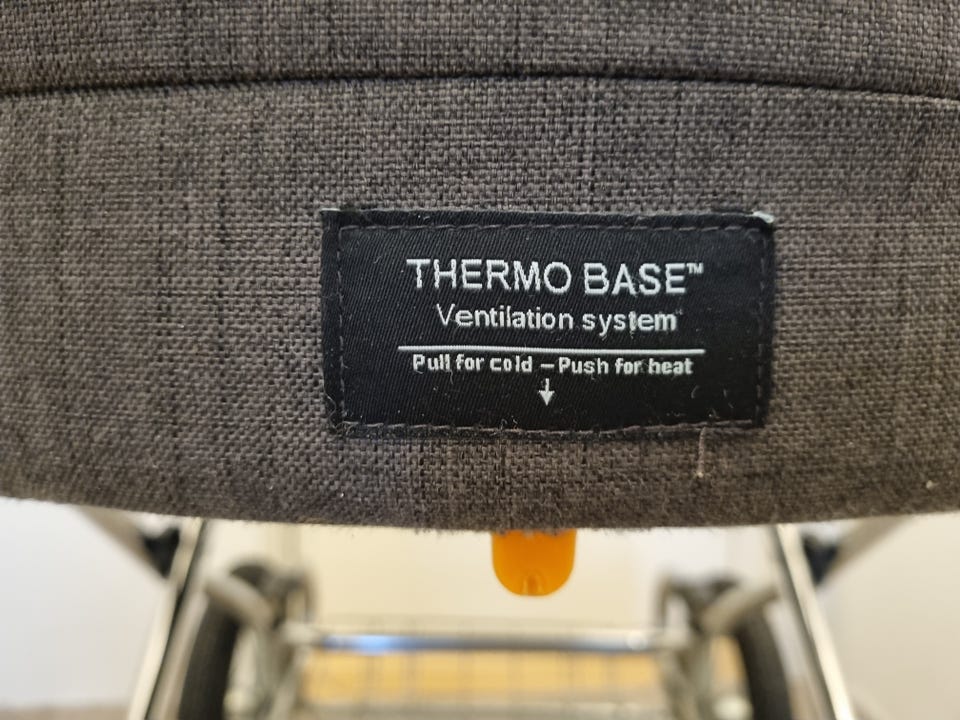 THERMO BASE™
Ventilation system
Pull for cold – Push for heat